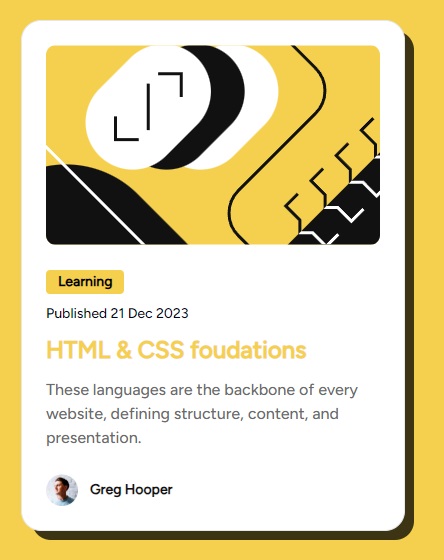 Learning
Published 21 Dec 2023
HTML & CSS foudations
These languages are the backbone of every
website, defining structure, content, and
presentation.
Greg Hooper